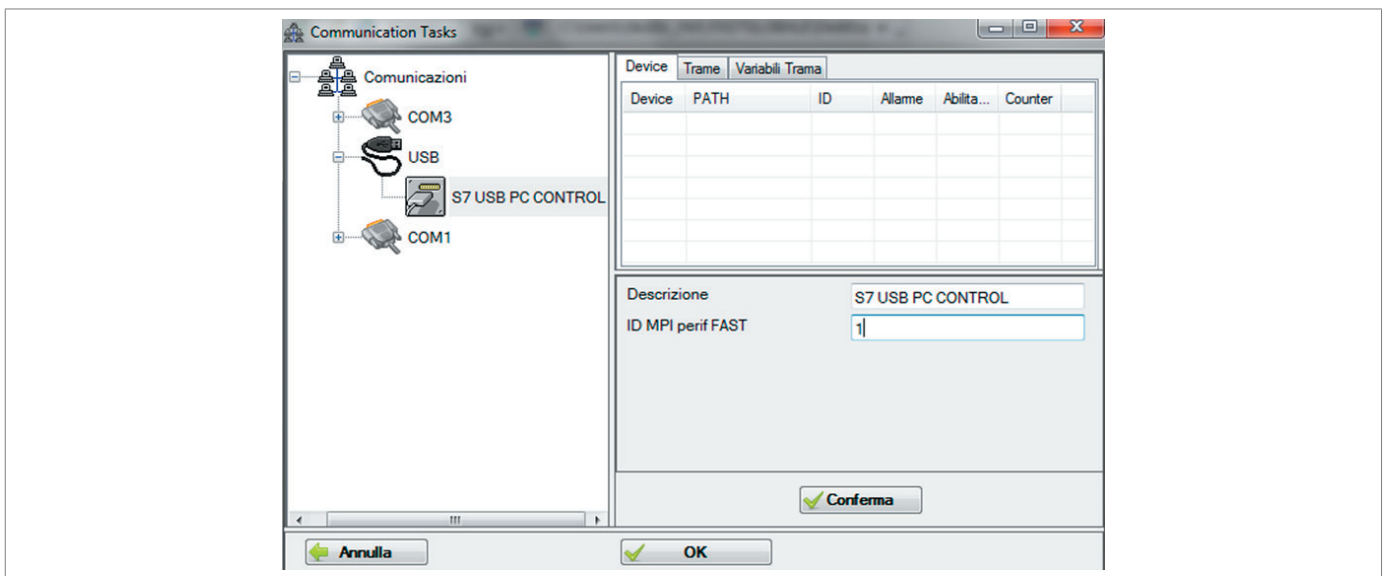 Communication Tasks
Comunicazioni
COM3
USB
S7 USB PC CONTROL
COM1
Device Trame Variabili Trama
Device PATH ID Allarme Abilita... Counter
Descrizione S7 USB PC CONTROL
ID MPI perif FAST 1
Conferma
Annulla OK